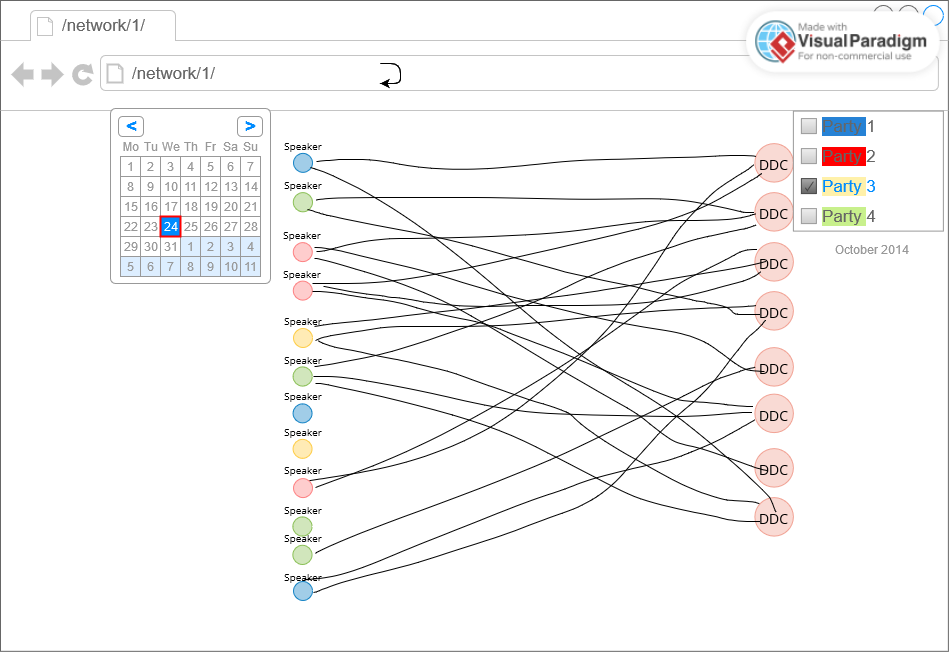 /network/1/
Made with
VisualParadigm
For non-commercial use
/network/1/
< >
Mo Tu We Th Fr Sa Su
1 2 3 4 5 6 7
8 9 10 11 12 13 14
15 16 17 18 19 20 21
22 23 24 25 26 27 28
29 30 31 1 2 3 4
5 6 7 8 9 10 11
Speaker
Speaker
Speaker
Speaker
Speaker
Speaker
Speaker
Speaker
Speaker
Speaker
Speaker
Speaker
DDC
DDC
DDC
DDC
DDC
DDC
DDC
DDC
Party 1
Party 2
Party 3
Party 4
October 2014